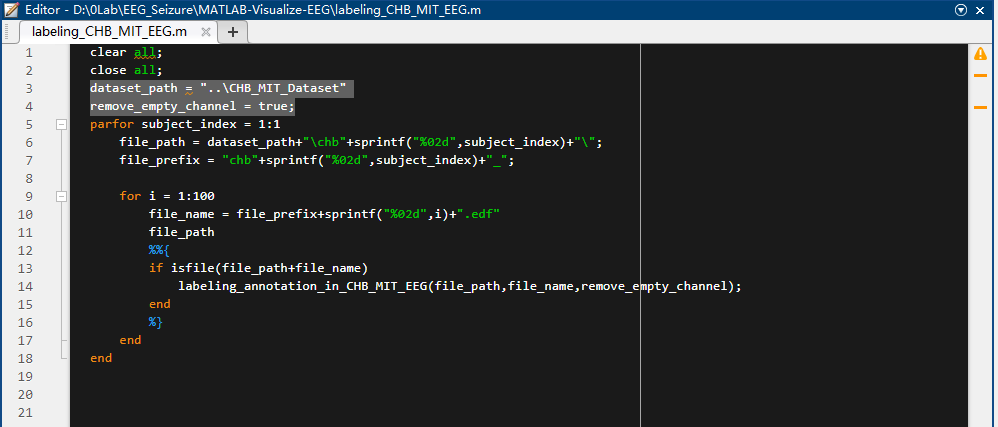 Editor - D:\0Lab\EEG_Seizure\MATLAB-Visualize-EEG\labeling_CHB_MIT_EEG.m
labeling_CHB_MIT_EEG.m
1 clear all;
2 close all;
3 dataset_path = "..\CHB_MIT_Dataset"
4 remove_empty_channel = true;
5 parfor subject_index = 1:1
6 file_path = dataset_path+"\chb"+sprintf("%02d",subject_index)+"\";
7 file_prefix = "chb"+sprintf("%02d",subject_index)+"_";
8
9 for i = 1:100
10 file_name = file_prefix+sprintf("%02d",i)+".edf"
11 file_path
12 %%{
13 if isfile(file_path+file_name)
14 labeling_annotation_in_CHB_MIT_EEG(file_path,file_name,remove_empty_channel);
15 end
16 %}
17 end
18 end
19
20
21